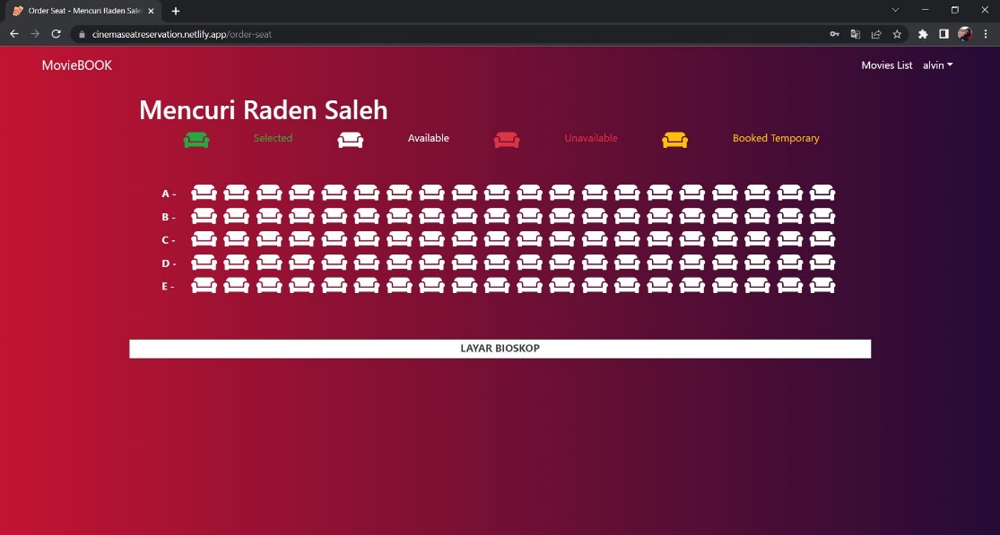 Order Seat - Mencuri Raden Sale
cinemaseatreservation.netlify.app/order-seat
MovieBOOK
Movies List
alvin
Mencuri Raden Saleh
Selected
Available
Unavailable
Booked Temporary
A -
B -
C -
D -
E -
LAYAR BIOSKOP